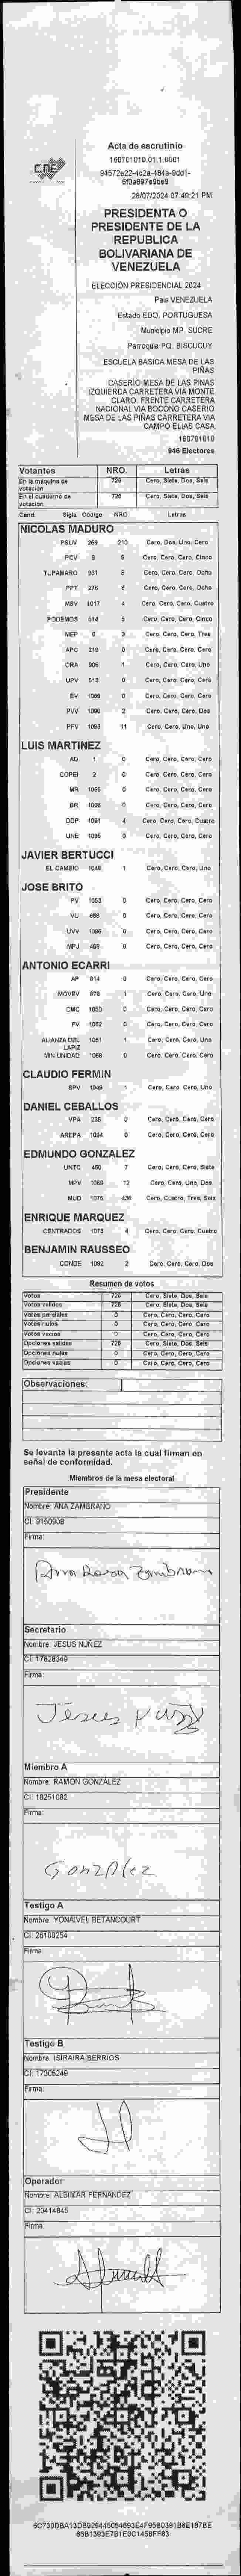 CNE
Acta de escrutinio
160701010.01.1.0001
26/07/2024 07:49:21 PM
PRESIDENTA O
PRESIDENTE DE LA
REPUBLICA
BOLIVARIANA DE
VENEZUELA
ELECCIÓN PRESIDENCIAL 2024
Pais VENEZUELA
Estado EDO. PORTUGUESA
Municipio MP. SUCRE
Parroquia PQ. BISCUCUY
ESCUELA BÁSICA MESA DE LAS
PIÑAS
CASERIO MESA DE LAS PINAS
IZQUIERDA CARRETERA VIA MONTE
CLARO. FRENTE CARRETERA
NACIONAL VIA BOCONO CASERIO
MESA DE LAS PIÑAS CARRETERA VIA
CAMPO ELIAS CASA
160701010
946 Electores
Votantes NRO. Letras
En la máquina de votación 726 Cero, Siete, Dos, Seis
En el cuaderno de votación 726 Cero, Siete, Dos, Seis
Cand. Sigla Código NRO Letras
NICOLAS MADURO
PSUV 269 210 Cero, Dos, Uno, Cero
PCV 9 5 Cero, Cero, Cero, Cinco
TUPAMARO 931 8 Cero, Cero, Cero, Ocho
PPT 276 8 Cero, Cero, Cero, Ocho
MSV 1017 4 Cero, Cero, Cero, Cuatro
PODEMOS 514 5 Cero, Cero, Cero, Cinco
MEP 6 3 Cero, Cero, Cero, Tres
APC 219 0 Cero, Cero, Cero, Cero
ORA 906 1 Cero, Cero, Cero, Uno
UPV 513 0 Cero, Cero, Cero, Cero
EV 1089 0 Cero, Cero, Cero, Cero
PVV 1090 2 Cero, Cero, Cero, Dos
PFV 1093 11 Cero, Cero, Uno, Uno
LUIS MARTINEZ
AD 1 0 Cero, Cero, Cero, Cero
COPEI 2 0 Cero, Cero, Cero, Cero
MR 1066 0 Cero, Cero, Cero, Cero
BR 1088 0 Cero, Cero, Cero, Cero
DDP 1091 4 Cero, Cero, Cero, Cuatro
UNE 1095 0 Cero, Cero, Cero, Cero
JAVIER BERTUCCI
EL CAMBIO 1048 1 Cero, Cero, Cero, Uno
JOSE BRITO
PV 1053 0 Cero, Cero, Cero, Cero
VU 868 0 Cero, Cero, Cero, Cero
UVV 1096 0 Cero, Cero, Cero, Cero
MPJ 458 0 Cero, Cero, Cero, Cero
ANTONIO ECARRI
AP 914 0 Cero, Cero, Cero, Cero
MOVEV 978 1 Cero, Cero, Cero, Uno
CMC 1050 0 Cero, Cero, Cero, Cero
FV 1062 0 Cero, Cero, Cero, Cero
ALIANZA DEL LAPIZ 1051 1 Cero, Cero, Cero, Uno
MIN UNIDAD 1068 0 Cero, Cero, Cero, Cero
CLAUDIO FERMIN
SPV 1049 1 Cero, Cero, Cero, Uno
DANIEL CEBALLOS
VPA 236 0 Cero, Cero, Cero, Cero
AREPA 1094 0 Cero, Cero, Cero, Cero
EDMUNDO GONZALEZ
UNTC 460 7 Cero, Cero, Cero, Siete
MPV 1069 12 Cero, Cero, Uno, Dos
MUD 1075 436 Cero, Cuatro, Tres, Seis
ENRIQUE MARQUEZ
CENTRADOS 1073 4 Cero, Cero, Cero, Cuatro
BENJAMIN RAUSSEO
CONDE 1092 2 Cero, Cero, Cero, Dos
Resumen de votos
Votos 726 Cero, Siete, Dos, Seis
Votos validos 726 Cero, Siete, Dos, Seis
Votos parciales 0 Cero, Cero, Cero, Cero
Votos nulos 0 Cero, Cero, Cero, Cero
Votos vacios 0 Cero, Cero, Cero, Cero
Opciones validas 726 Cero, Siete, Dos, Seis
Opciones nulas 0 Cero, Cero, Cero, Cero
Opciones vacias 0 Cero, Cero, Cero, Cero
Observaciones:
Se levanta la presente acta la cual firman en
señal de conformidad.
Miembros de la mesa electoral
Presidente
Nombre: ANA ZAMBRANO
CI: 9150908
Firma:
Ana Rosa Zambrano
Secretario
Nombre: JESUS NUÑEZ
CI: 17828349
Firma:
Jesus Nuñez
Miembro A
Nombre: RAMON GONZALEZ
CI: 18251082
Firma:
Gonzalez
Testigo A
Nombre: YONAIVEL BETANCOURT
CI: 26100254
Firma:
Testigo B
Nombre: ISIRAIRA BERRIOS
CI: 17305249
Firma:
Operador
Nombre: ALBIMAR FERNANDEZ
CI: 20414845
Firma: